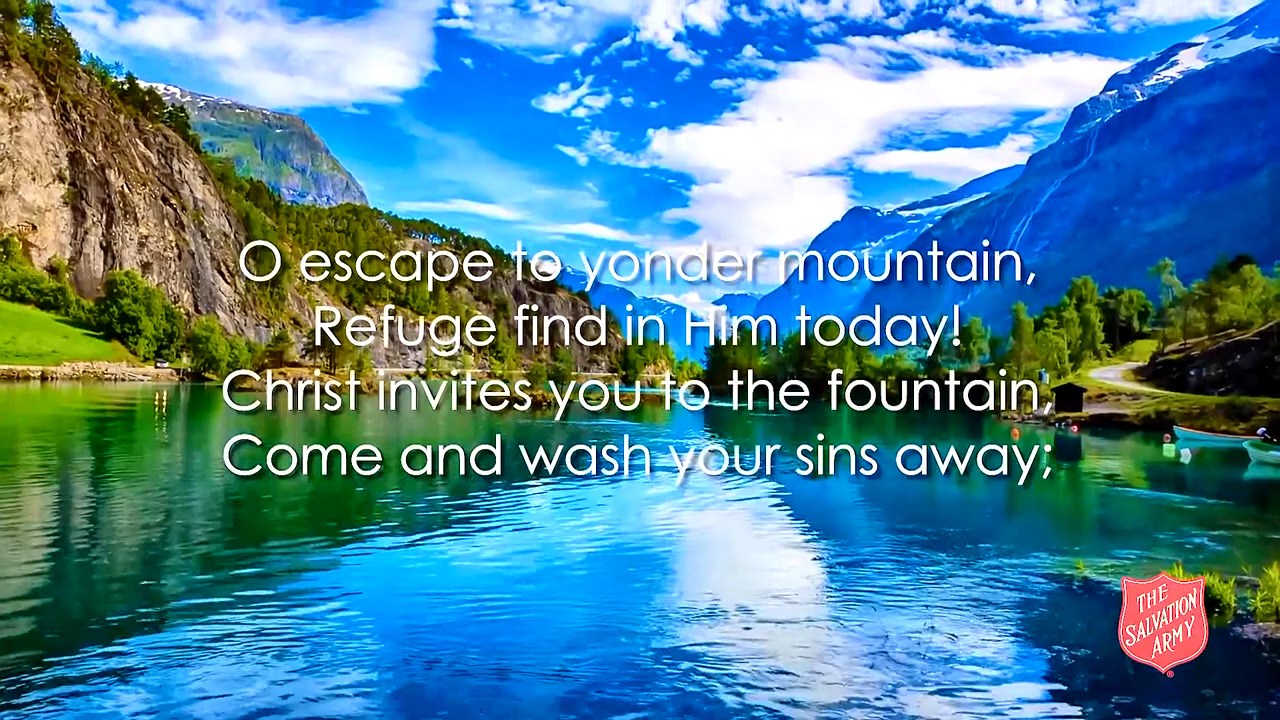 O escape to yonder mountain,
Refuge find in Him today!
Christ invites you to the fountain,
Come and wash your sins away;
THE
SALVATION
ARMY